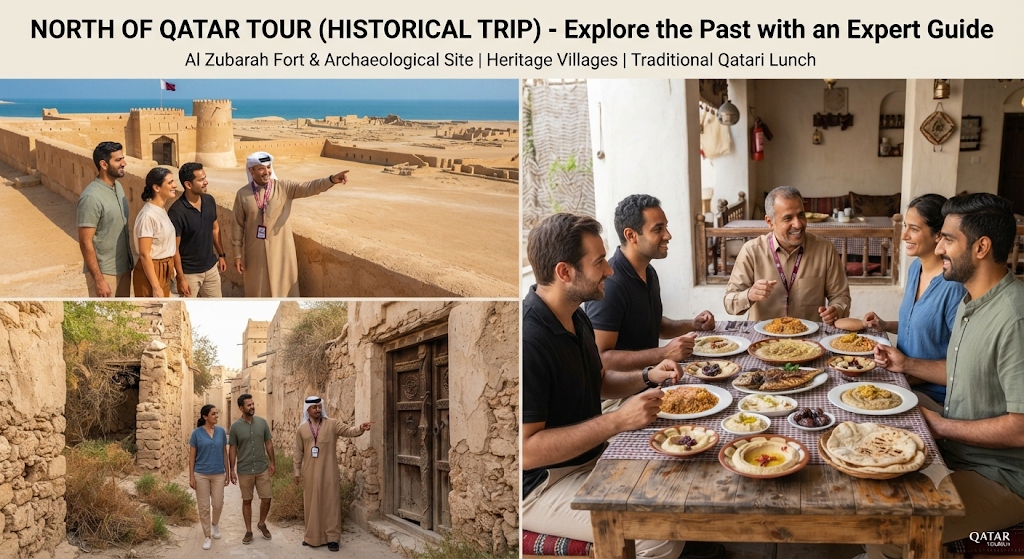 NORTH OF QATAR TOUR (HISTORICAL TRIP) - Explore the Past with an Expert Guide
Al Zubarah Fort & Archaeological Site | Heritage Villages | Traditional Qatari Lunch
QATAR